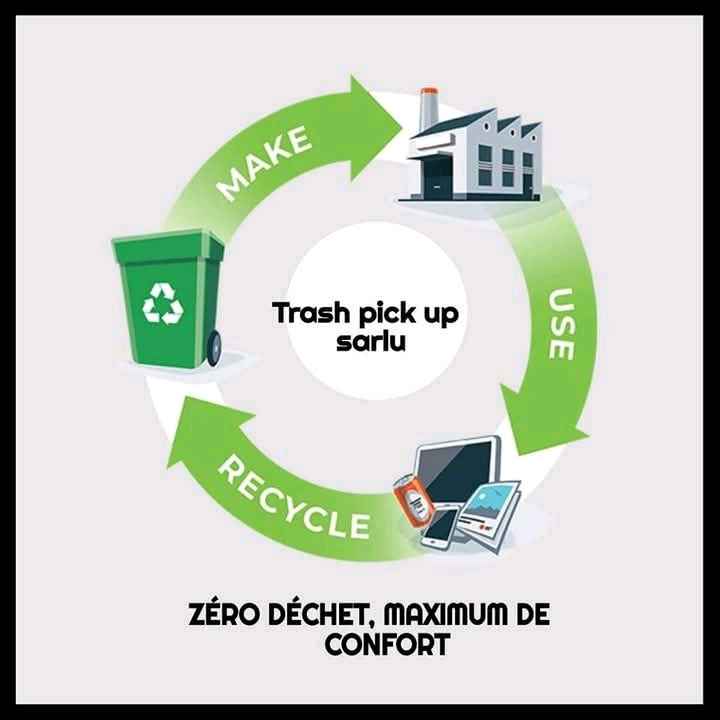 MAKE
USE
Trash pick up
sarlu
RECYCLE
ZÉRO DÉCHET, MAXIMUM DE
CONFORT